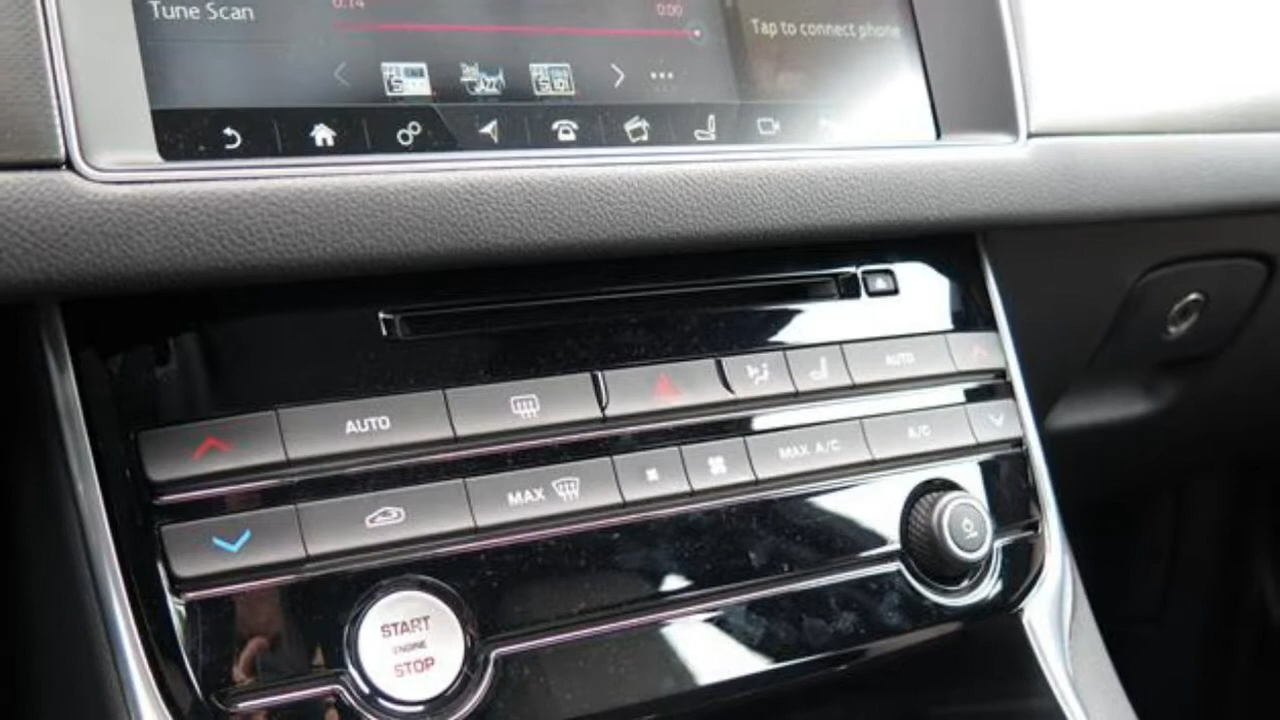 Tune Scan
0:14
0:00
Tap to connect phone
AUTO
AUTO
MAX
MAX A/C
A/C
START
ENGINE
STOP